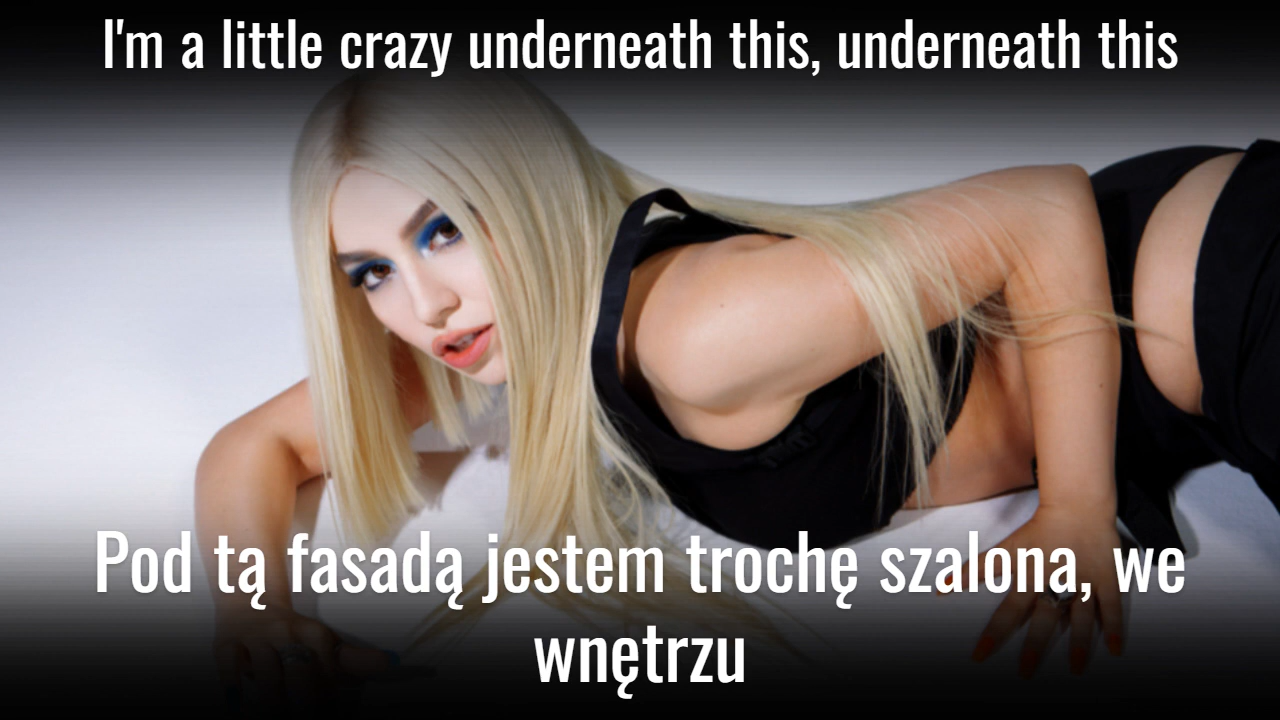 I'm a little crazy underneath this, underneath this
Pod tą fasadą jestem trochę szalona, we
wnętrzu